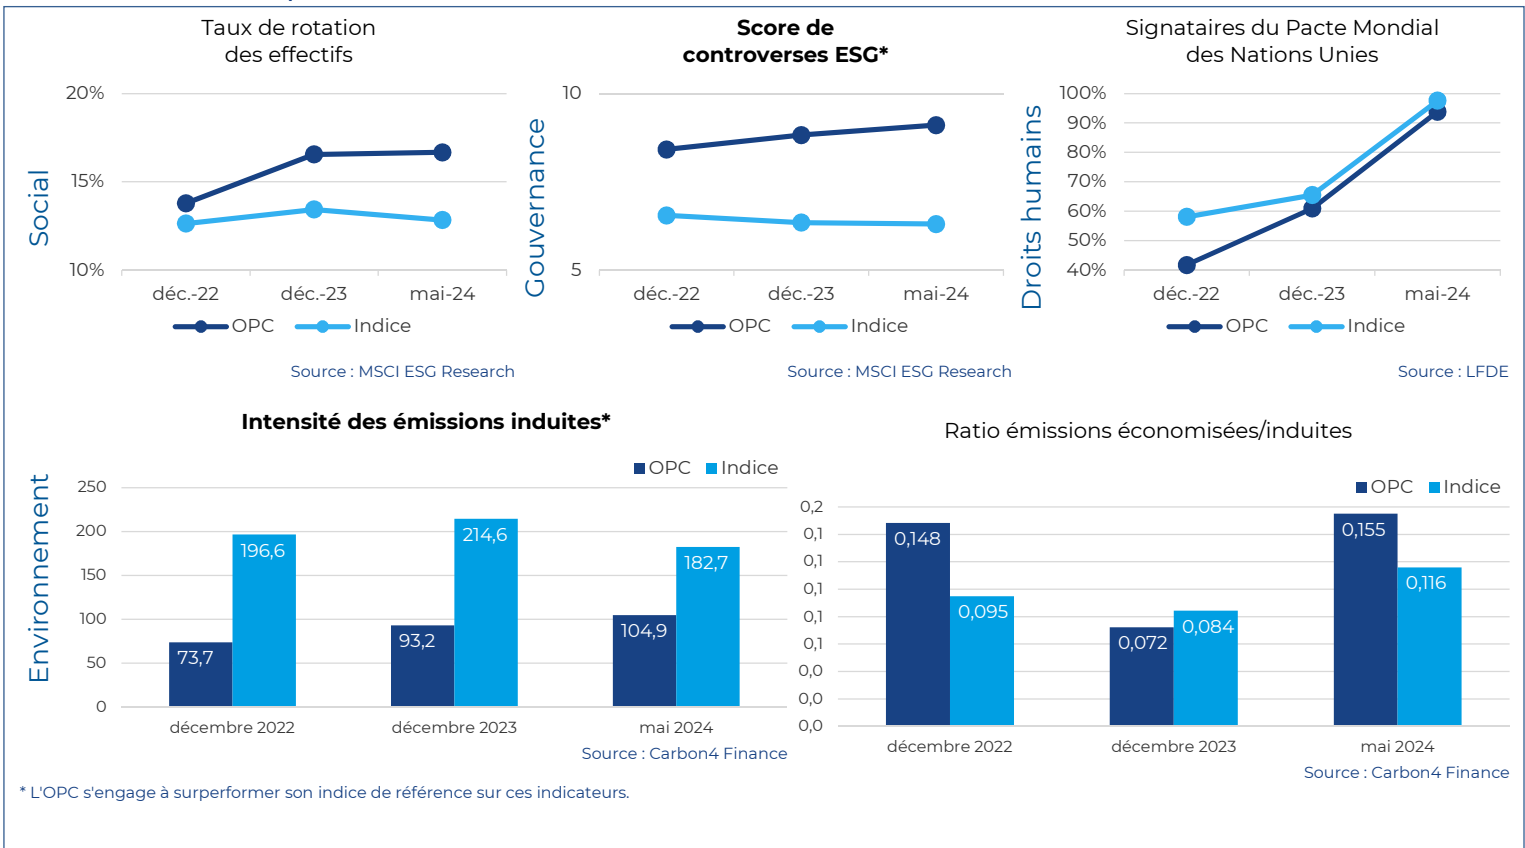 Taux de rotation
des effectifs
Social
20%
15%
10%
déc.-22 déc.-23 mai-24
OPC Indice
Source : MSCI ESG Research
Score de
controverses ESG*
Gouvernance
10
5
déc.-22 déc.-23 mai-24
OPC Indice
Source : MSCI ESG Research
Signataires du Pacte Mondial
des Nations Unies
Droits humains
100%
90%
80%
70%
60%
50%
40%
déc.-22 déc.-23 mai-24
OPC Indice
Source : LFDE
Intensité des émissions induites*
Environnement
OPC Indice
250
200
150
100
50
0
73,7 196,6
93,2 214,6
104,9 182,7
décembre 2022 décembre 2023 mai 2024
Source : Carbon4 Finance
Ratio émissions économisées/induites
OPC Indice
0,2
0,1
0,1
0,1
0,1
0,1
0,0
0,0
0,0
0,148 0,095
0,072 0,084
0,155 0,116
décembre 2022 décembre 2023 mai 2024
Source : Carbon4 Finance
* L'OPC s'engage à surperformer son indice de référence sur ces indicateurs.